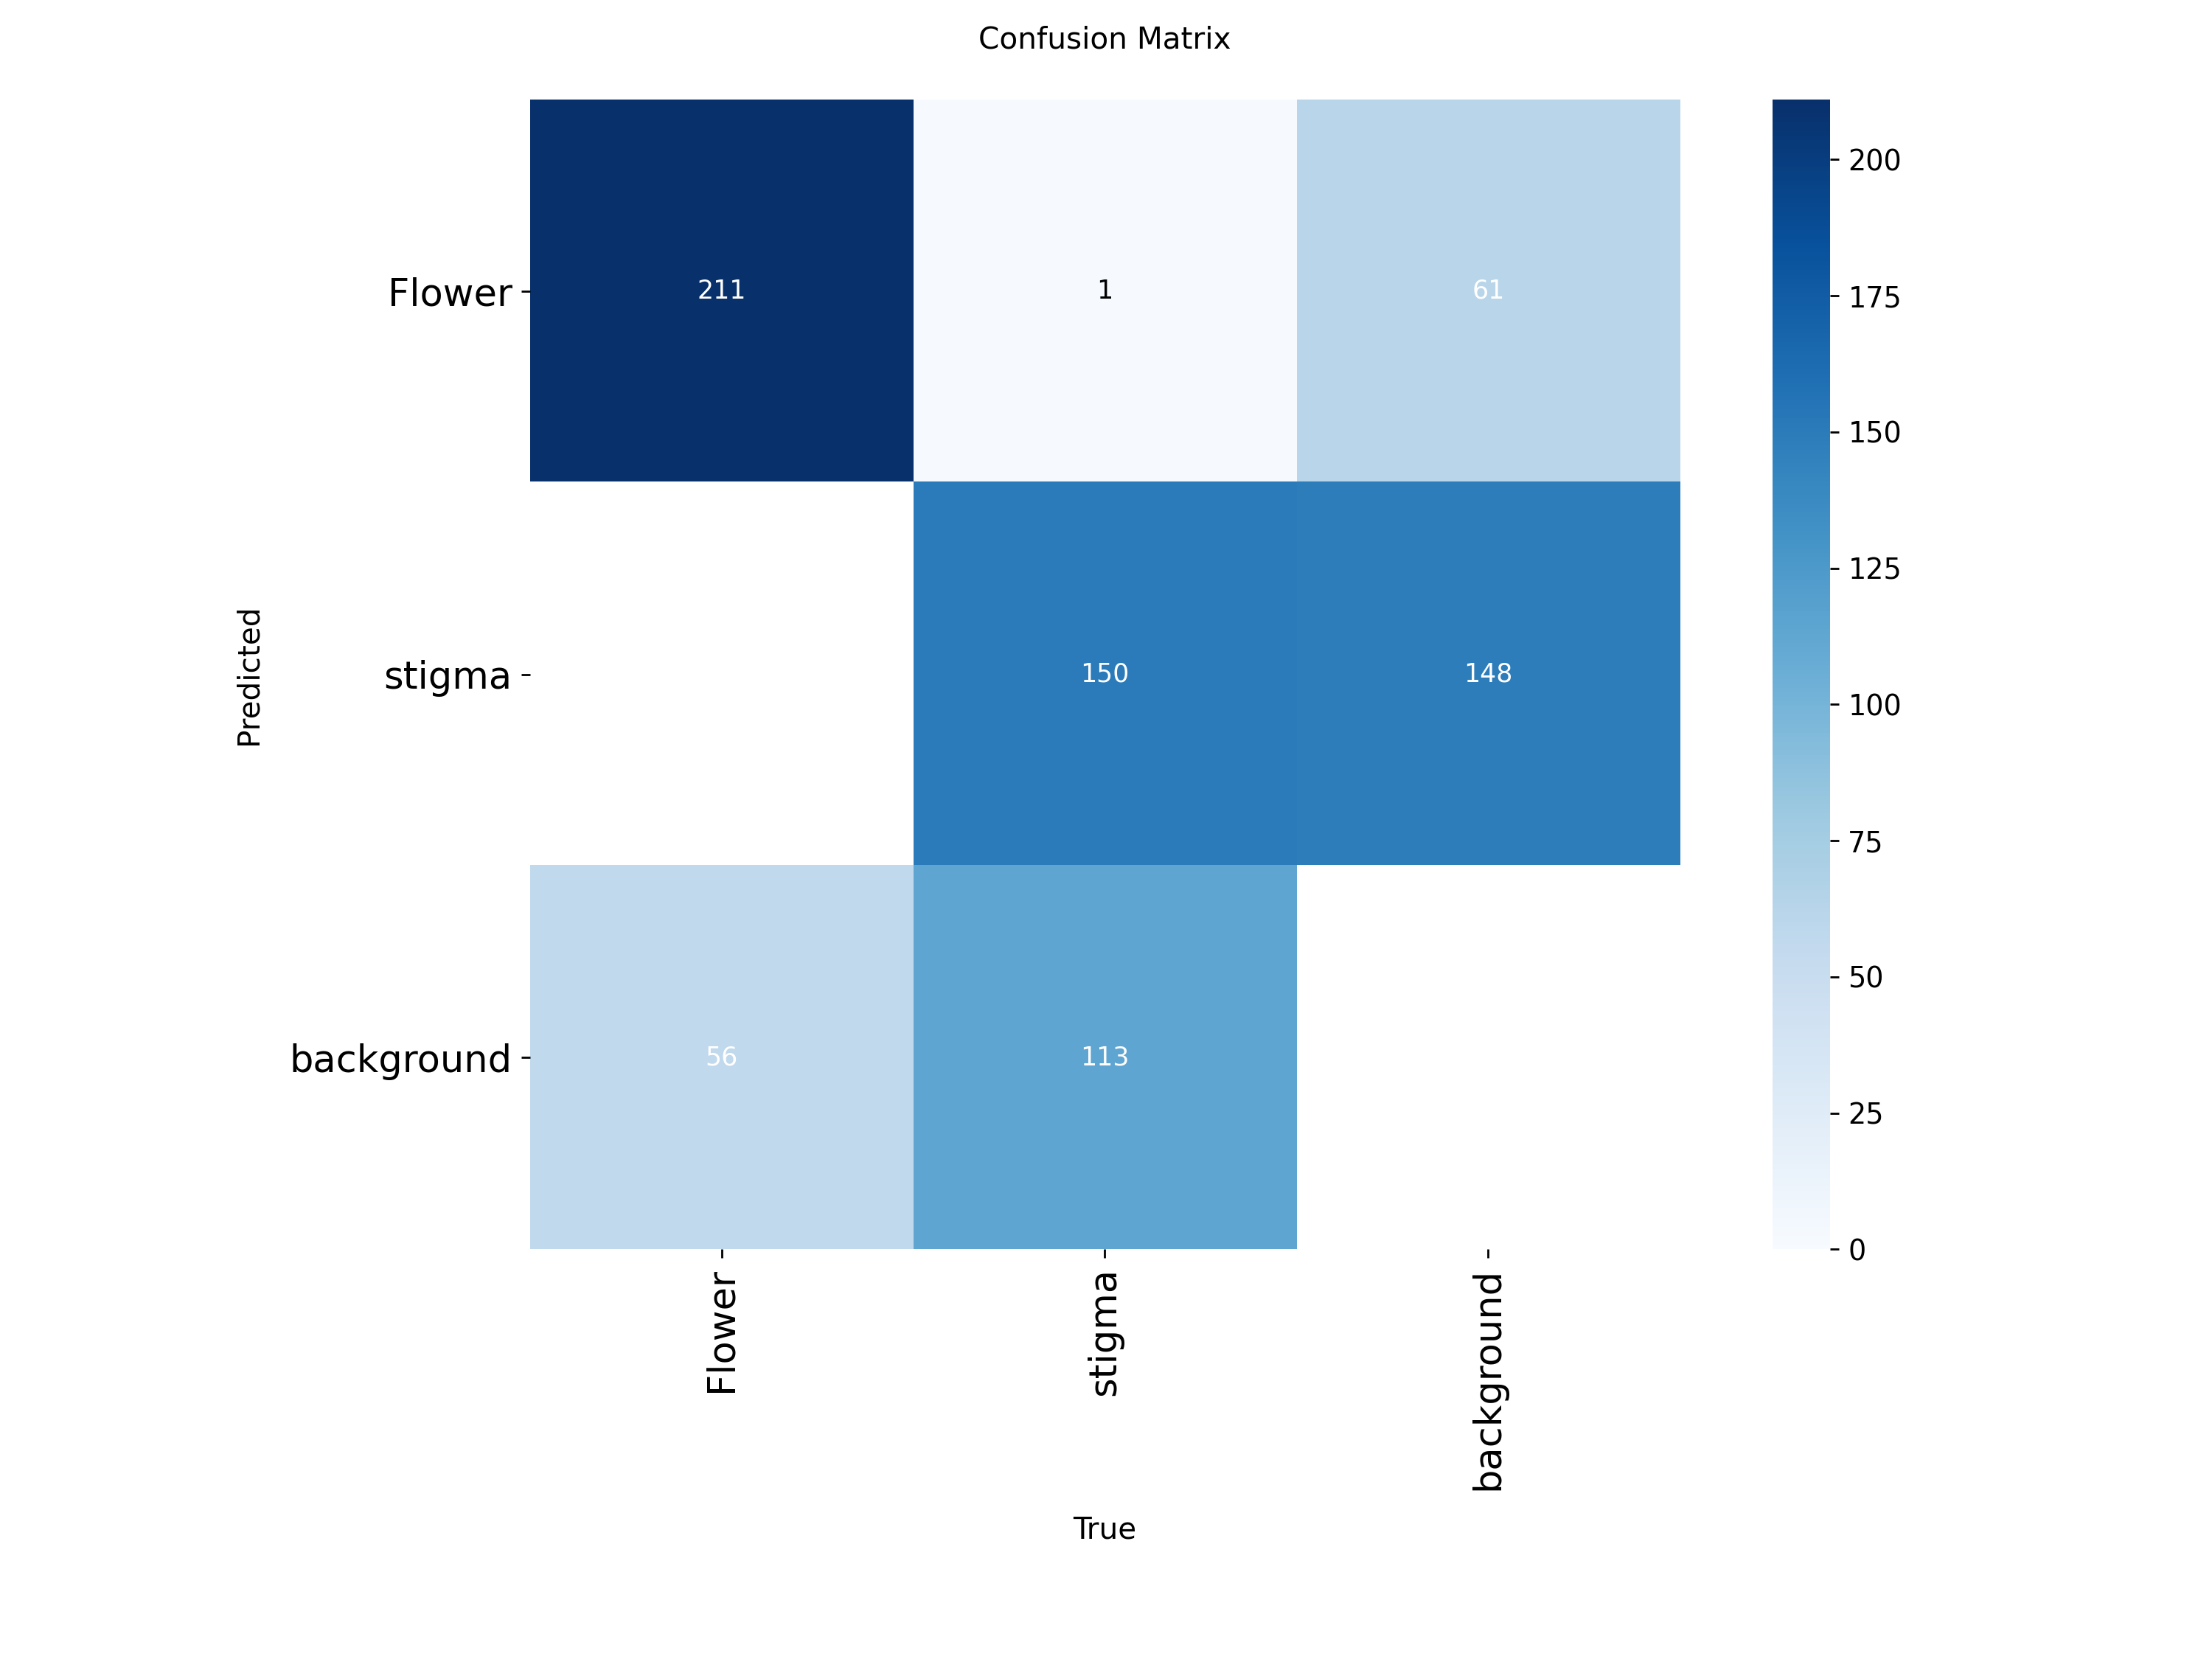 Confusion Matrix
Flower
211
1
61
stigma
150
148
background
56
113
Predicted
Flower
stigma
background
True
200
175
150
125
100
75
50
25
0